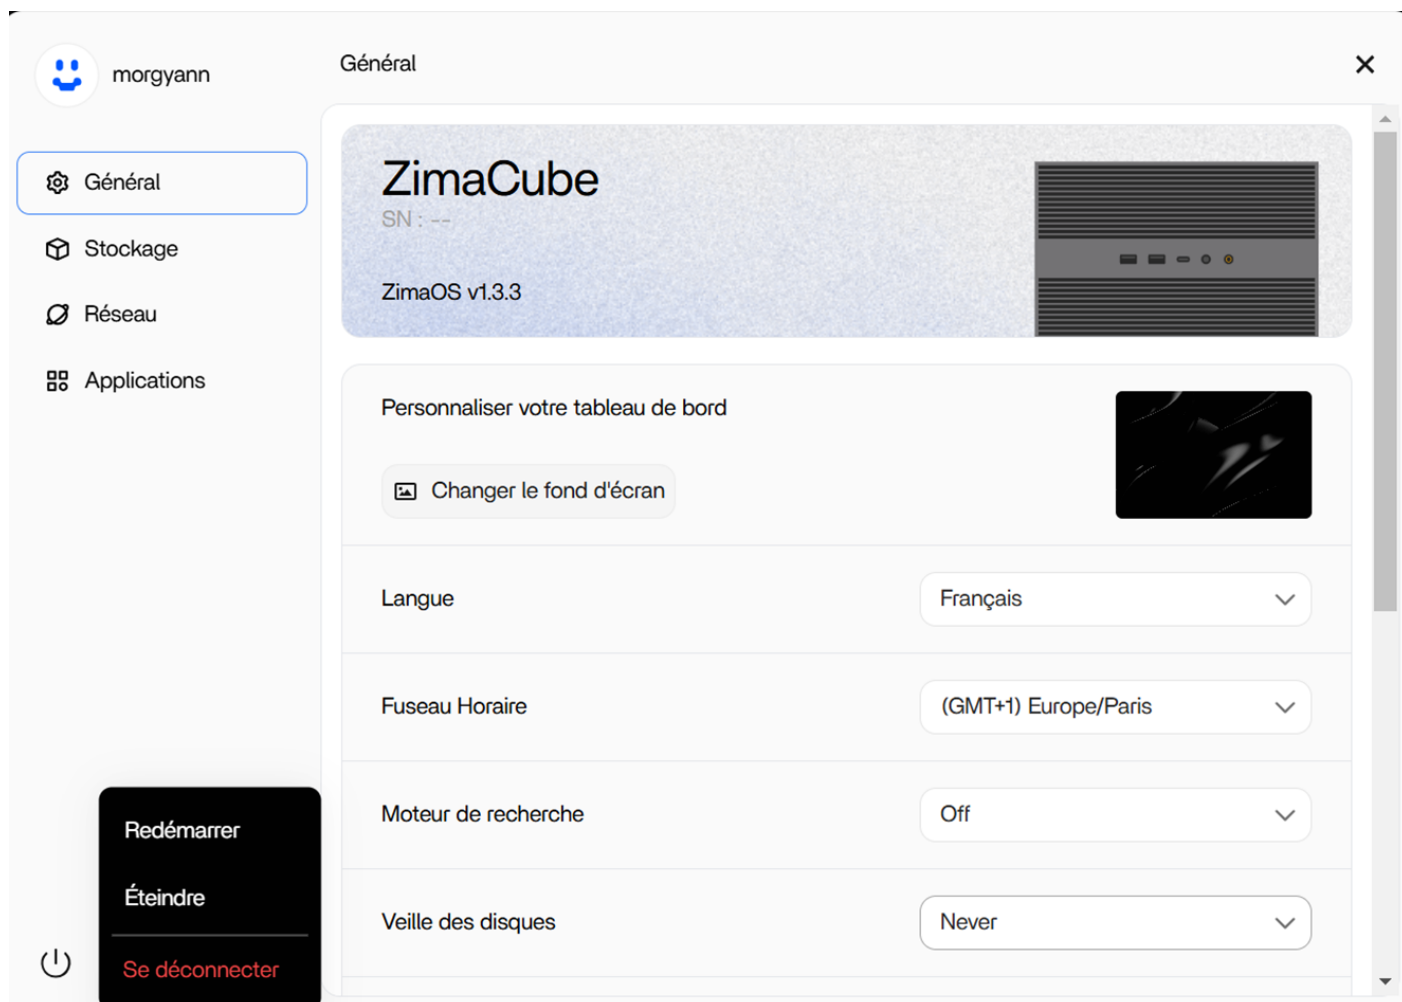 morgyann
Général
Général
Stockage
Réseau
Applications
ZimaCube
SN : --
ZimaOS v1.3.3
Personnaliser votre tableau de bord
Changer le fond d'écran
Langue
Français
Fuseau Horaire
(GMT+1) Europe/Paris
Moteur de recherche
Off
Veille des disques
Never
Redémarrer
Éteindre
Se déconnecter